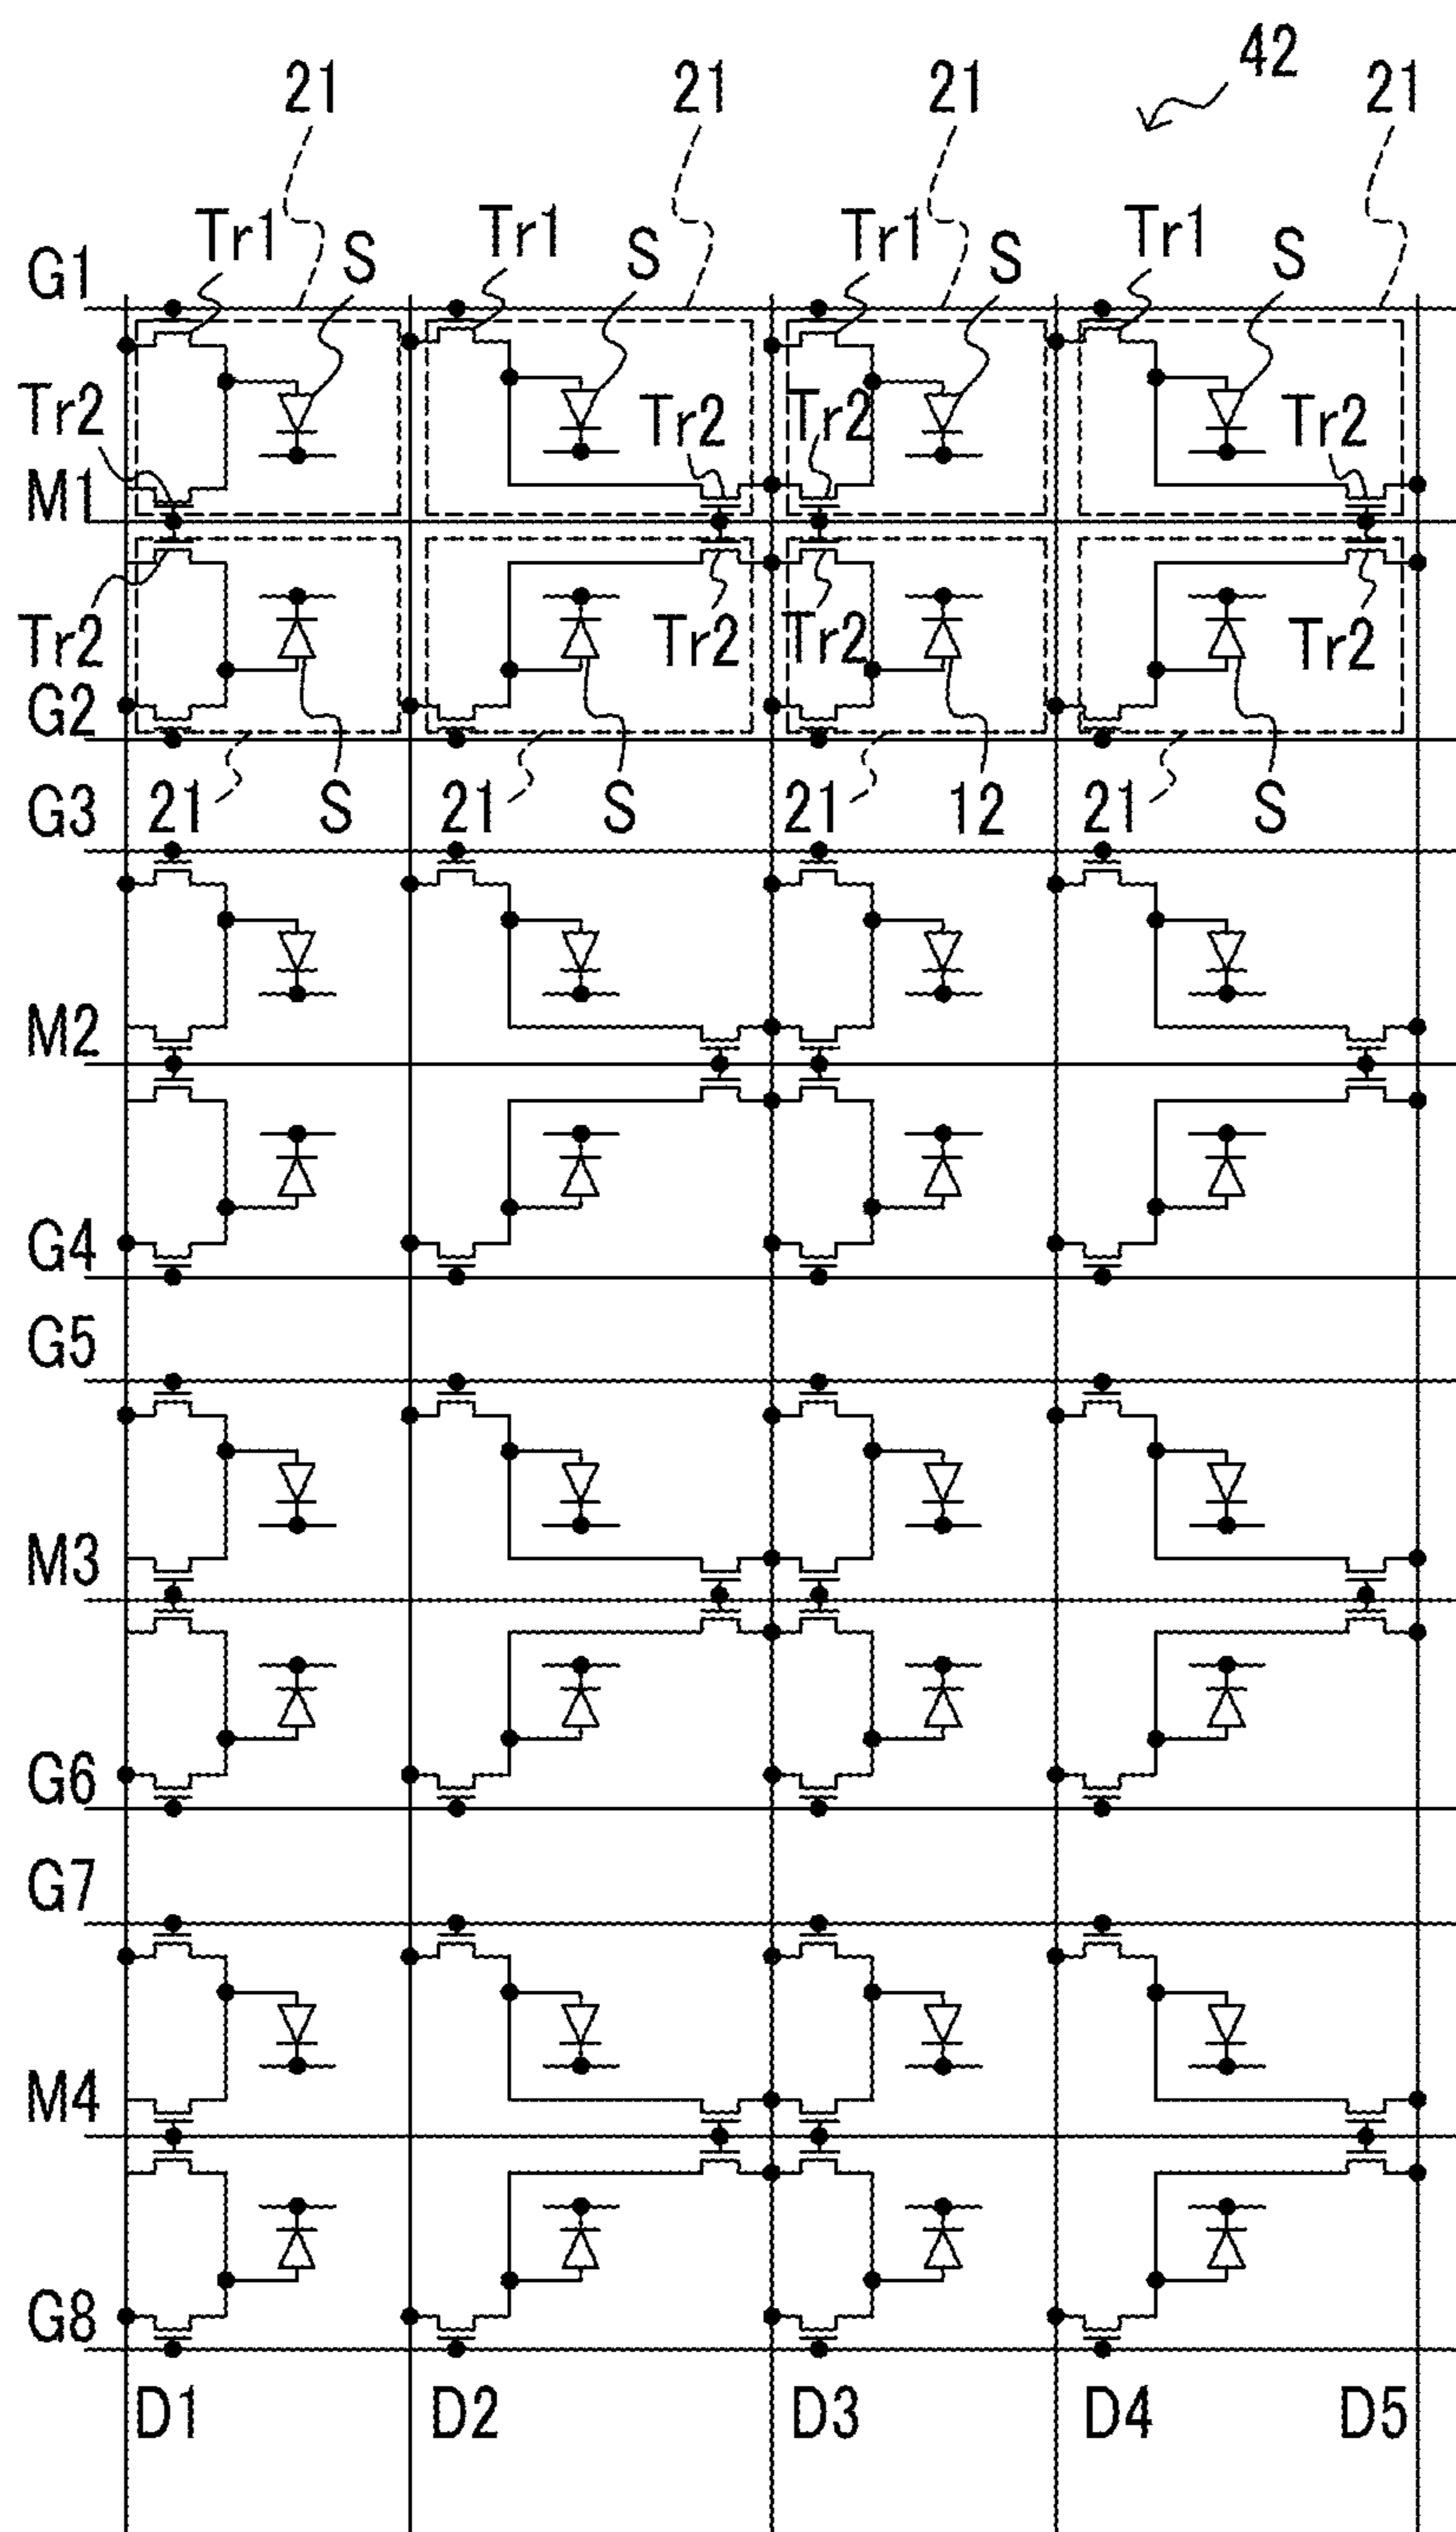 42
21 21 21 21
Tr1 S Tr1 S Tr1 S Tr1 S
G1
Tr2 Tr2 Tr2 Tr2
M1
Tr2 Tr2 Tr2 Tr2
G2
21 S 21 S 21 12 21 S
G3
M2
G4
G5
M3
G6
G7
M4
G8
D1 D2 D3 D4 D5